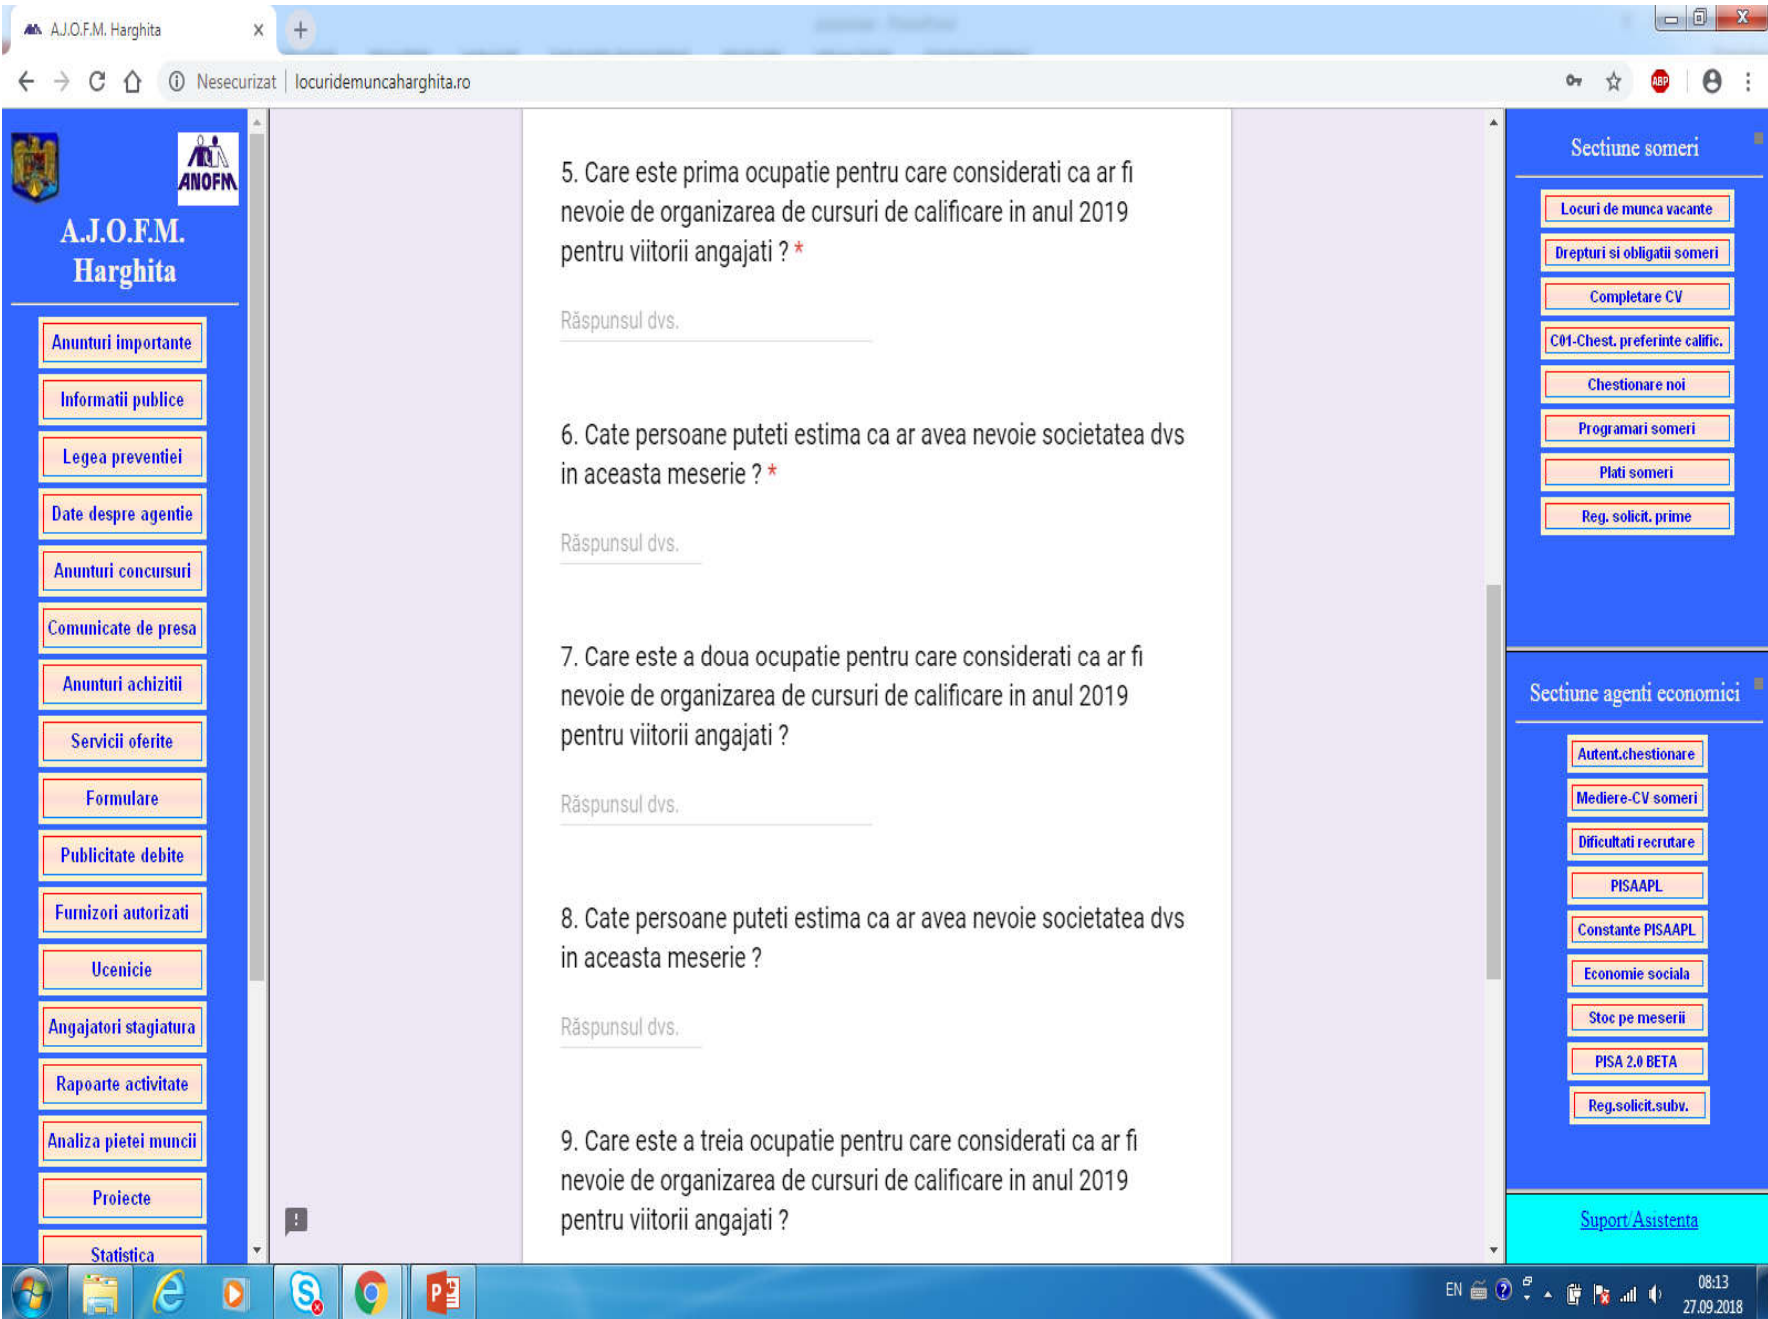 A.J.O.F.M. Harghita
Nesecurizat | locuridemuncaharghita.ro
ABP
ANOFM
A.J.O.F.M.
Harghita
Anunturi importante
Informatii publice
Legea preventiei
Date despre agentie
Anunturi concursuri
Comunicate de presa
Anunturi achizitii
Servicii oferite
Formulare
Publicitate debite
Furnizori autorizati
Ucenicie
Angajatori stagiatura
Rapoarte activitate
Analiza pietei muncii
Proiecte
Statistica
5. Care este prima ocupatie pentru care considerati ca ar fi
nevoie de organizarea de cursuri de calificare in anul 2019
pentru viitorii angajati ? *
Răspunsul dvs.
6. Cate persoane puteti estima ca ar avea nevoie societatea dvs
in aceasta meserie ? *
Răspunsul dvs.
7. Care este a doua ocupatie pentru care considerati ca ar fi
nevoie de organizarea de cursuri de calificare in anul 2019
pentru viitorii angajati ?
Răspunsul dvs.
8. Cate persoane puteti estima ca ar avea nevoie societatea dvs
in aceasta meserie ?
Răspunsul dvs.
9. Care este a treia ocupatie pentru care considerati ca ar fi
nevoie de organizarea de cursuri de calificare in anul 2019
pentru viitorii angajati ?
Sectiune someri
Locuri de munca vacante
Drepturi si obligatii someri
Completare CV
C01-Chest. preferinte calific.
Chestionare noi
Programari someri
Plati someri
Reg. solicit. prime
Sectiune agenti economici
Autent.chestionare
Mediere-CV someri
Dificultati recrutare
PISAAPL
Constante PISAAPL
Economie sociala
Stoc pe meserii
PISA 2.0 BETA
Reg.solicit.subv.
Suport/Asistenta
EN
08:13
27.09.2018